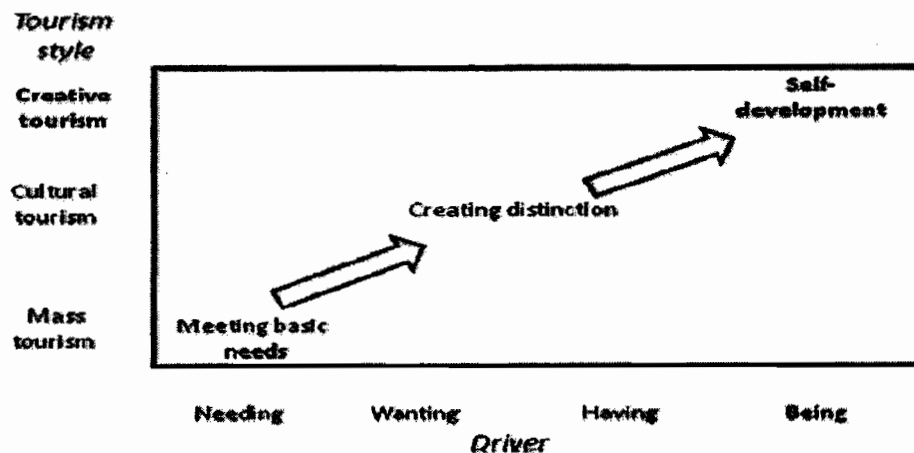 Tourism
style
Creative
tourism
Self-
development
Cultural
tourism
Creating distinction
Mass
tourism
Meeting basic
needs
Needing Wanting Having Being
Driver